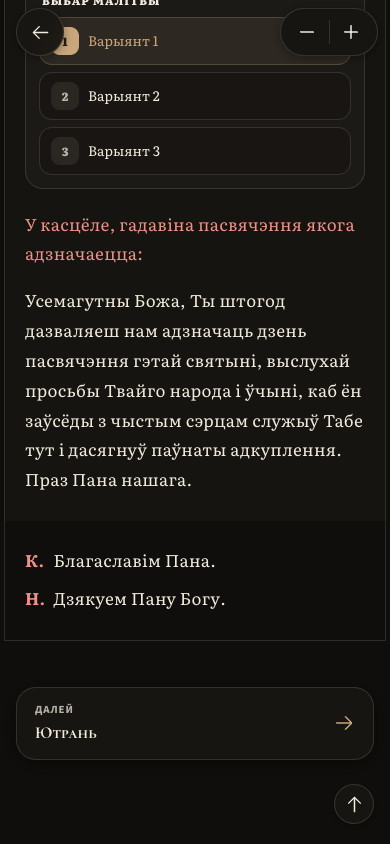 ВЫБАР МАЛІТВЫ
1 Варыянт 1
2 Варыянт 2
3 Варыянт 3
У касцёле, гадавіна пасвячэння якога
адзначаецца:
Усемагутны Божа, Ты штогод
дазваляеш нам адзначаць дзень
пасвячэння гэтай святыні, выслухай
просьбы Твайго народа і ўчыні, каб ён
заўсёды з чыстым сэрцам служыў Табе
тут і дасягнуў паўнаты адкуплення.
Праз Пана нашага.
К. Благаславім Пана.
Н. Дзякуем Пану Богу.
ДАЛЕЙ
Ютрань